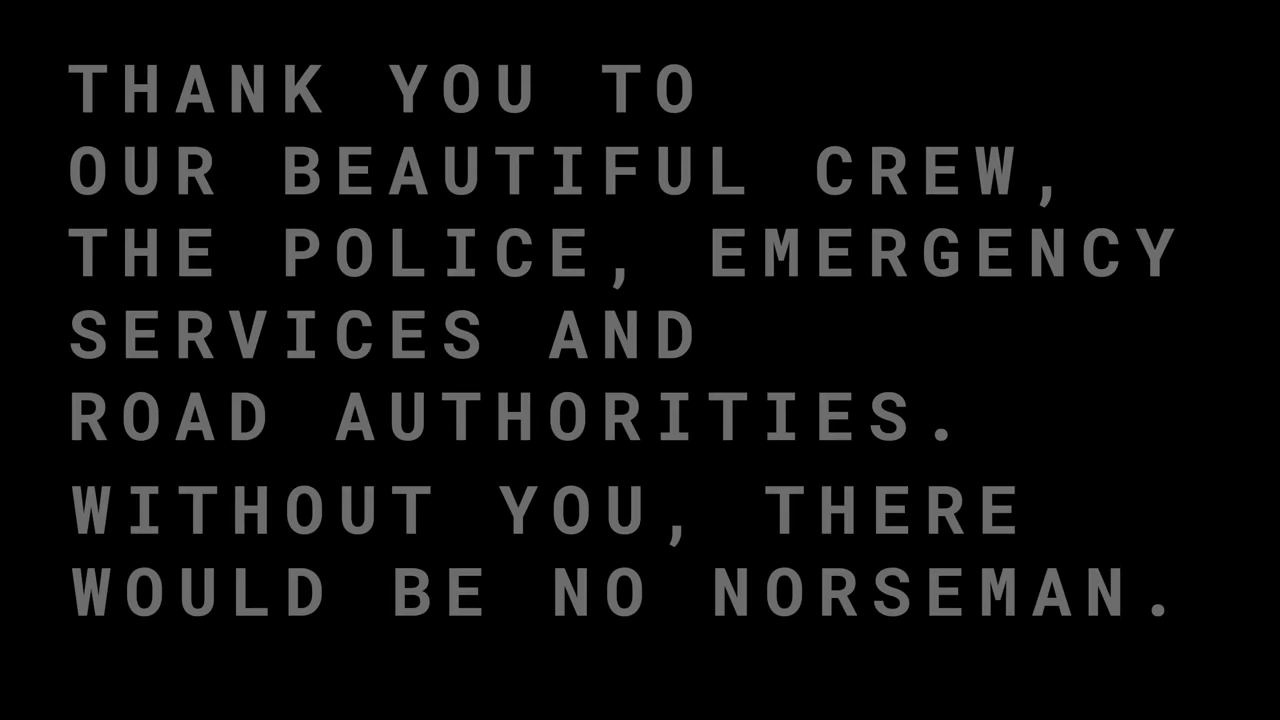 THANK YOU TO
OUR BEAUTIFUL CREW,
THE POLICE, EMERGENCY
SERVICES AND
ROAD AUTHORITIES.
WITHOUT YOU, THERE
WOULD BE NO NORSEMAN.